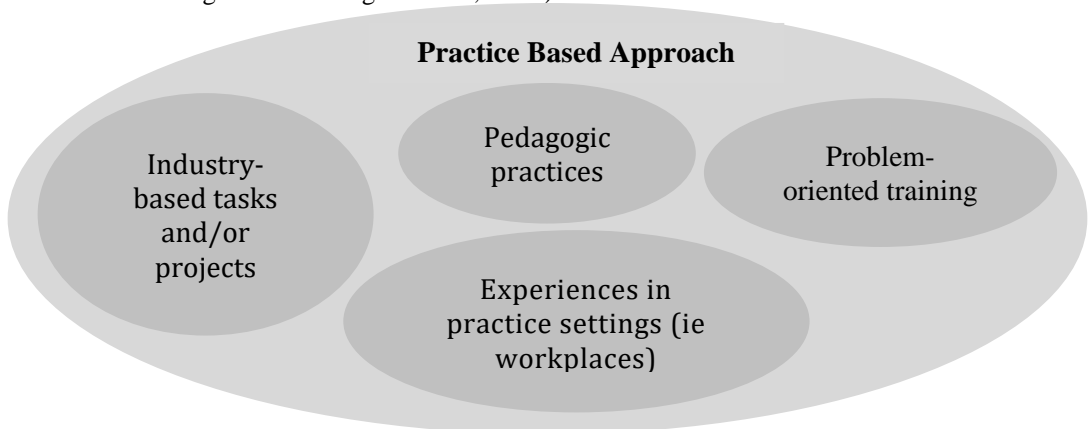 Practice Based Approach
Industry-
based tasks
and/or
projects
Pedagogic
practices
Problem-
oriented training
Experiences in
practice settings (ie
workplaces)